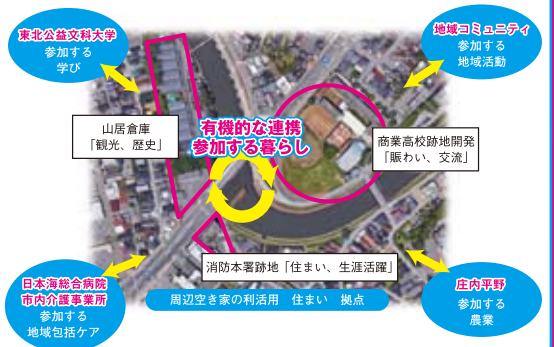 東北公益文科大学
参加する
学び
地域コミュニティ
参加する
地域活動
山居倉庫
「観光、歴史」
有機的な連携
参加する暮らし
商業高校跡地開発
「賑わい、交流」
消防本署跡地「住まい、生涯活躍」
日本海総合病院
市内介護事業所
参加する
地域包括ケア
周辺空き家の利活用　住まい　拠点
庄内平野
参加する
農業